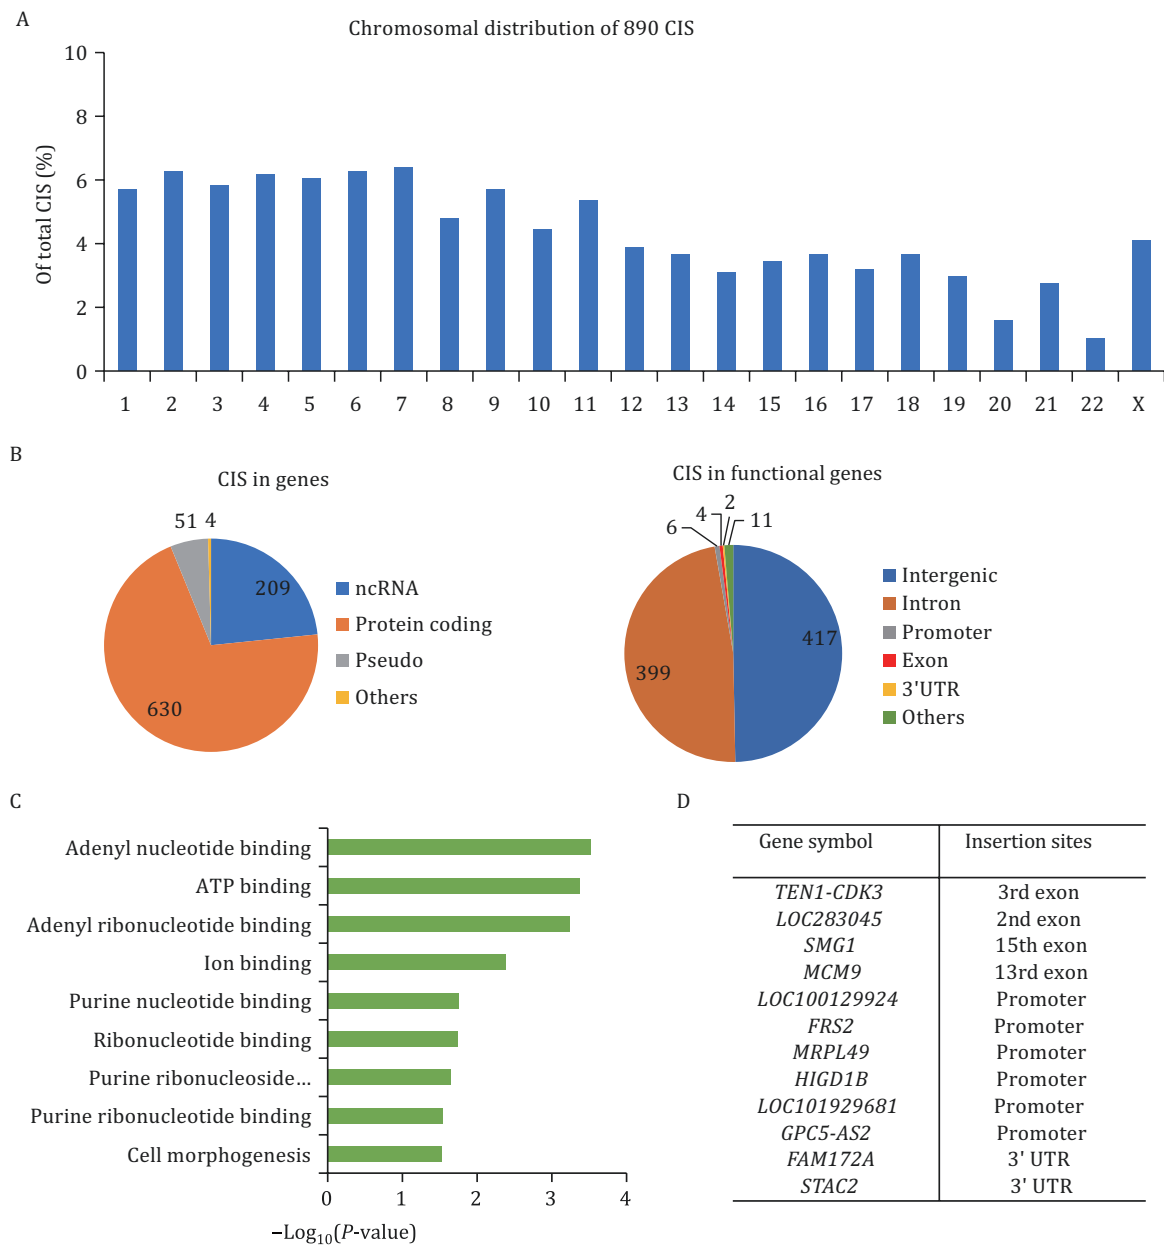 A
Chromosomal distribution of 890 CIS
Of total CIS (%)
10
8
6
4
2
0
1 2 3 4 5 6 7 8 9 10 11 12 13 14 15 16 17 18 19 20 21 22 X
B
CIS in genes
51 4
209
630
ncRNA
Protein coding
Pseudo
Others
CIS in functional genes
6 4 2 11
417
399
Intergenic
Intron
Promoter
Exon
3'UTR
Others
C
Adenyl nucleotide binding
ATP binding
Adenyl ribonucleotide binding
Ion binding
Purine nucleotide binding
Ribonucleotide binding
Purine ribonucleoside...
Purine ribonucleotide binding
Cell morphogenesis
0 1 2 3 4
−Log10(P-value)
D
Gene symbol Insertion sites
TEN1-CDK3 3rd exon
LOC283045 2nd exon
SMG1 15th exon
MCM9 13rd exon
LOC100129924 Promoter
FRS2 Promoter
MRPL49 Promoter
HIGD1B Promoter
LOC101929681 Promoter
GPC5-AS2 Promoter
FAM172A 3' UTR
STAC2 3' UTR